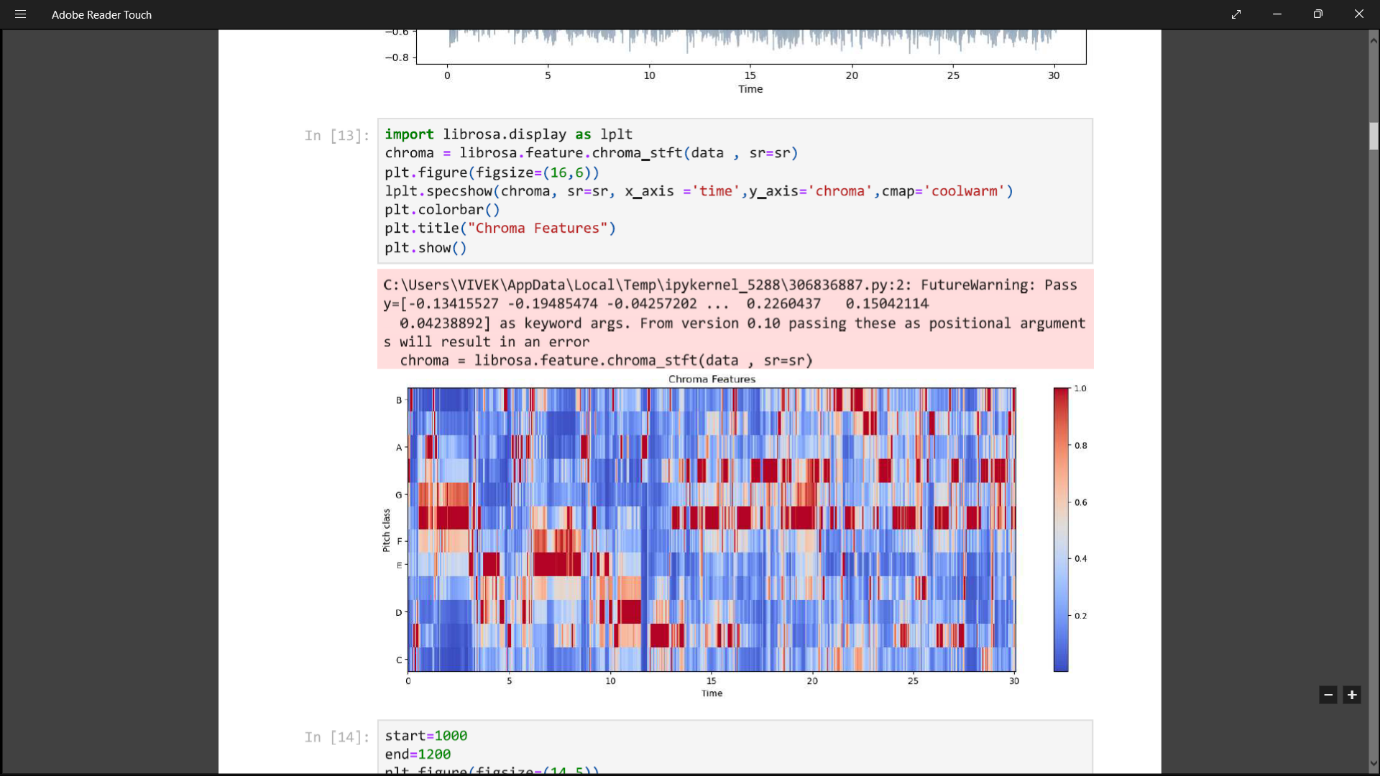 Adobe Reader Touch
−0.6
−0.8
0 5 10 15 20 25 30
Time
In [13]:
import librosa.display as lplt
chroma = librosa.feature.chroma_stft(data , sr=sr)
plt.figure(figsize=(16,6))
lplt.specshow(chroma, sr=sr, x_axis ='time',y_axis='chroma',cmap='coolwarm')
plt.colorbar()
plt.title("Chroma Features")
plt.show()
C:\Users\VIVEK\AppData\Local\Temp\ipykernel_5288\306836887.py:2: FutureWarning: Pass
y=[-0.13415527 -0.19485474 -0.04257202 ...  0.2260437   0.15042114
  0.04238892] as keyword args. From version 0.10 passing these as positional argument
s will result in an error
  chroma = librosa.feature.chroma_stft(data , sr=sr)
Chroma Features
B
A
G
F
E
D
C
Pitch class
0 5 10 15 20 25 30
Time
1.0
0.8
0.6
0.4
0.2
In [14]:
start=1000
end=1200
plt.figure(figsize=(14,5))